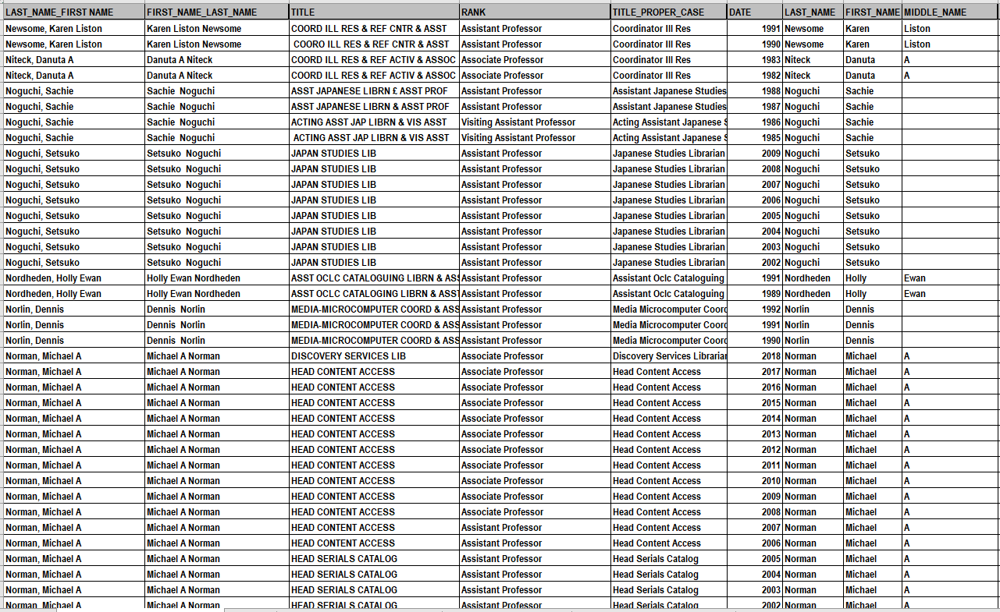 LAST_NAME_FIRST NAME FIRST_NAME_LAST_NAME TITLE RANK TITLE_PROPER_CASE DATE LAST_NAME FIRST_NAME MIDDLE_NAME
Newsome, Karen Liston Karen Liston Newsome COORD ILL RES & REF CNTR & ASST Assistant Professor Coordinator Ill Res 1991 Newsome Karen Liston
Newsome, Karen Liston Karen Liston Newsome COORO ILL RES & REF CNTR & ASST Assistant Professor Coordinator Ill Res 1990 Newsome Karen Liston
Niteck, Danuta A Danuta A Niteck COORD ILL RES & REF ACTIV & ASSOC Associate Professor Coordinator Ill Res 1983 Niteck Danuta A
Niteck, Danuta A Danuta A Niteck COORD ILL RES & REF ACTIV & ASSOC Associate Professor Coordinator Ill Res 1982 Niteck Danuta A
Noguchi, Sachie Sachie Noguchi ASST JAPANESE LIBRN £ ASST PROF Assistant Professor Assistant Japanese Studies 1988 Noguchi Sachie
Noguchi, Sachie Sachie Noguchi ASST JAPANESE LIBRN & ASST PROF Assistant Professor Assistant Japanese Studies 1987 Noguchi Sachie
Noguchi, Sachie Sachie Noguchi ACTING ASST JAP LIBRN & VIS ASST Visiting Assistant Professor Acting Assistant Japanese S 1986 Noguchi Sachie
Noguchi, Sachie Sachie Noguchi ACTING ASST JAP LIBRN & VIS ASST Visiting Assistant Professor Acting Assistant Japanese S 1985 Noguchi Sachie
Noguchi, Setsuko Setsuko Noguchi JAPAN STUDIES LIB Assistant Professor Japanese Studies Librarian 2009 Noguchi Setsuko
Noguchi, Setsuko Setsuko Noguchi JAPAN STUDIES LIB Assistant Professor Japanese Studies Librarian 2008 Noguchi Setsuko
Noguchi, Setsuko Setsuko Noguchi JAPAN STUDIES LIB Assistant Professor Japanese Studies Librarian 2007 Noguchi Setsuko
Noguchi, Setsuko Setsuko Noguchi JAPAN STUDIES LIB Assistant Professor Japanese Studies Librarian 2006 Noguchi Setsuko
Noguchi, Setsuko Setsuko Noguchi JAPAN STUDIES LIB Assistant Professor Japanese Studies Librarian 2005 Noguchi Setsuko
Noguchi, Setsuko Setsuko Noguchi JAPAN STUDIES LIB Assistant Professor Japanese Studies Librarian 2004 Noguchi Setsuko
Noguchi, Setsuko Setsuko Noguchi JAPAN STUDIES LIB Assistant Professor Japanese Studies Librarian 2003 Noguchi Setsuko
Noguchi, Setsuko Setsuko Noguchi JAPAN STUDIES LIB Assistant Professor Japanese Studies Librarian 2002 Noguchi Setsuko
Nordheden, Holly Ewan Holly Ewan Nordheden ASST OCLC CATALOGUING LIBRN & ASS Assistant Professor Assistant Oclc Cataloguing 1991 Nordheden Holly Ewan
Nordheden, Holly Ewan Holly Ewan Nordheden ASST OCLC CATALOGING LIBRN & ASST Assistant Professor Assistant Oclc Cataloguing 1989 Nordheden Holly Ewan
Norlin, Dennis Dennis Norlin MEDIA-MICROCOMPUTER COORD & ASS Assistant Professor Media Microcomputer Coord 1992 Norlin Dennis
Norlin, Dennis Dennis Norlin MEDIA-MICROCOMPUTER COORD & ASS Assistant Professor Media Microcomputer Coord 1991 Norlin Dennis
Norlin, Dennis Dennis Norlin MEDIA-MICROCOMPUTER COORD & ASS Assistant Professor Media Microcomputer Coord 1990 Norlin Dennis
Norman, Michael A Michael A Norman DISCOVERY SERVICES LIB Associate Professor Discovery Services Librarian 2018 Norman Michael A
Norman, Michael A Michael A Norman HEAD CONTENT ACCESS Associate Professor Head Content Access 2017 Norman Michael A
Norman, Michael A Michael A Norman HEAD CONTENT ACCESS Associate Professor Head Content Access 2016 Norman Michael A
Norman, Michael A Michael A Norman HEAD CONTENT ACCESS Associate Professor Head Content Access 2015 Norman Michael A
Norman, Michael A Michael A Norman HEAD CONTENT ACCESS Associate Professor Head Content Access 2014 Norman Michael A
Norman, Michael A Michael A Norman HEAD CONTENT ACCESS Associate Professor Head Content Access 2013 Norman Michael A
Norman, Michael A Michael A Norman HEAD CONTENT ACCESS Associate Professor Head Content Access 2012 Norman Michael A
Norman, Michael A Michael A Norman HEAD CONTENT ACCESS Associate Professor Head Content Access 2011 Norman Michael A
Norman, Michael A Michael A Norman HEAD CONTENT ACCESS Associate Professor Head Content Access 2010 Norman Michael A
Norman, Michael A Michael A Norman HEAD CONTENT ACCESS Associate Professor Head Content Access 2009 Norman Michael A
Norman, Michael A Michael A Norman HEAD CONTENT ACCESS Associate Professor Head Content Access 2008 Norman Michael A
Norman, Michael A Michael A Norman HEAD CONTENT ACCESS Assistant Professor Head Content Access 2007 Norman Michael A
Norman, Michael A Michael A Norman HEAD CONTENT ACCESS Assistant Professor Head Content Access 2006 Norman Michael A
Norman, Michael A Michael A Norman HEAD SERIALS CATALOG Assistant Professor Head Serials Catalog 2005 Norman Michael A
Norman, Michael A Michael A Norman HEAD SERIALS CATALOG Assistant Professor Head Serials Catalog 2004 Norman Michael A
Norman, Michael A Michael A Norman HEAD SERIALS CATALOG Assistant Professor Head Serials Catalog 2003 Norman Michael A
Norman, Michael A Michael A Norman HEAD SERIALS CATALOG Assistant Professor Head Serials Catalog 2002 Norman Michael A